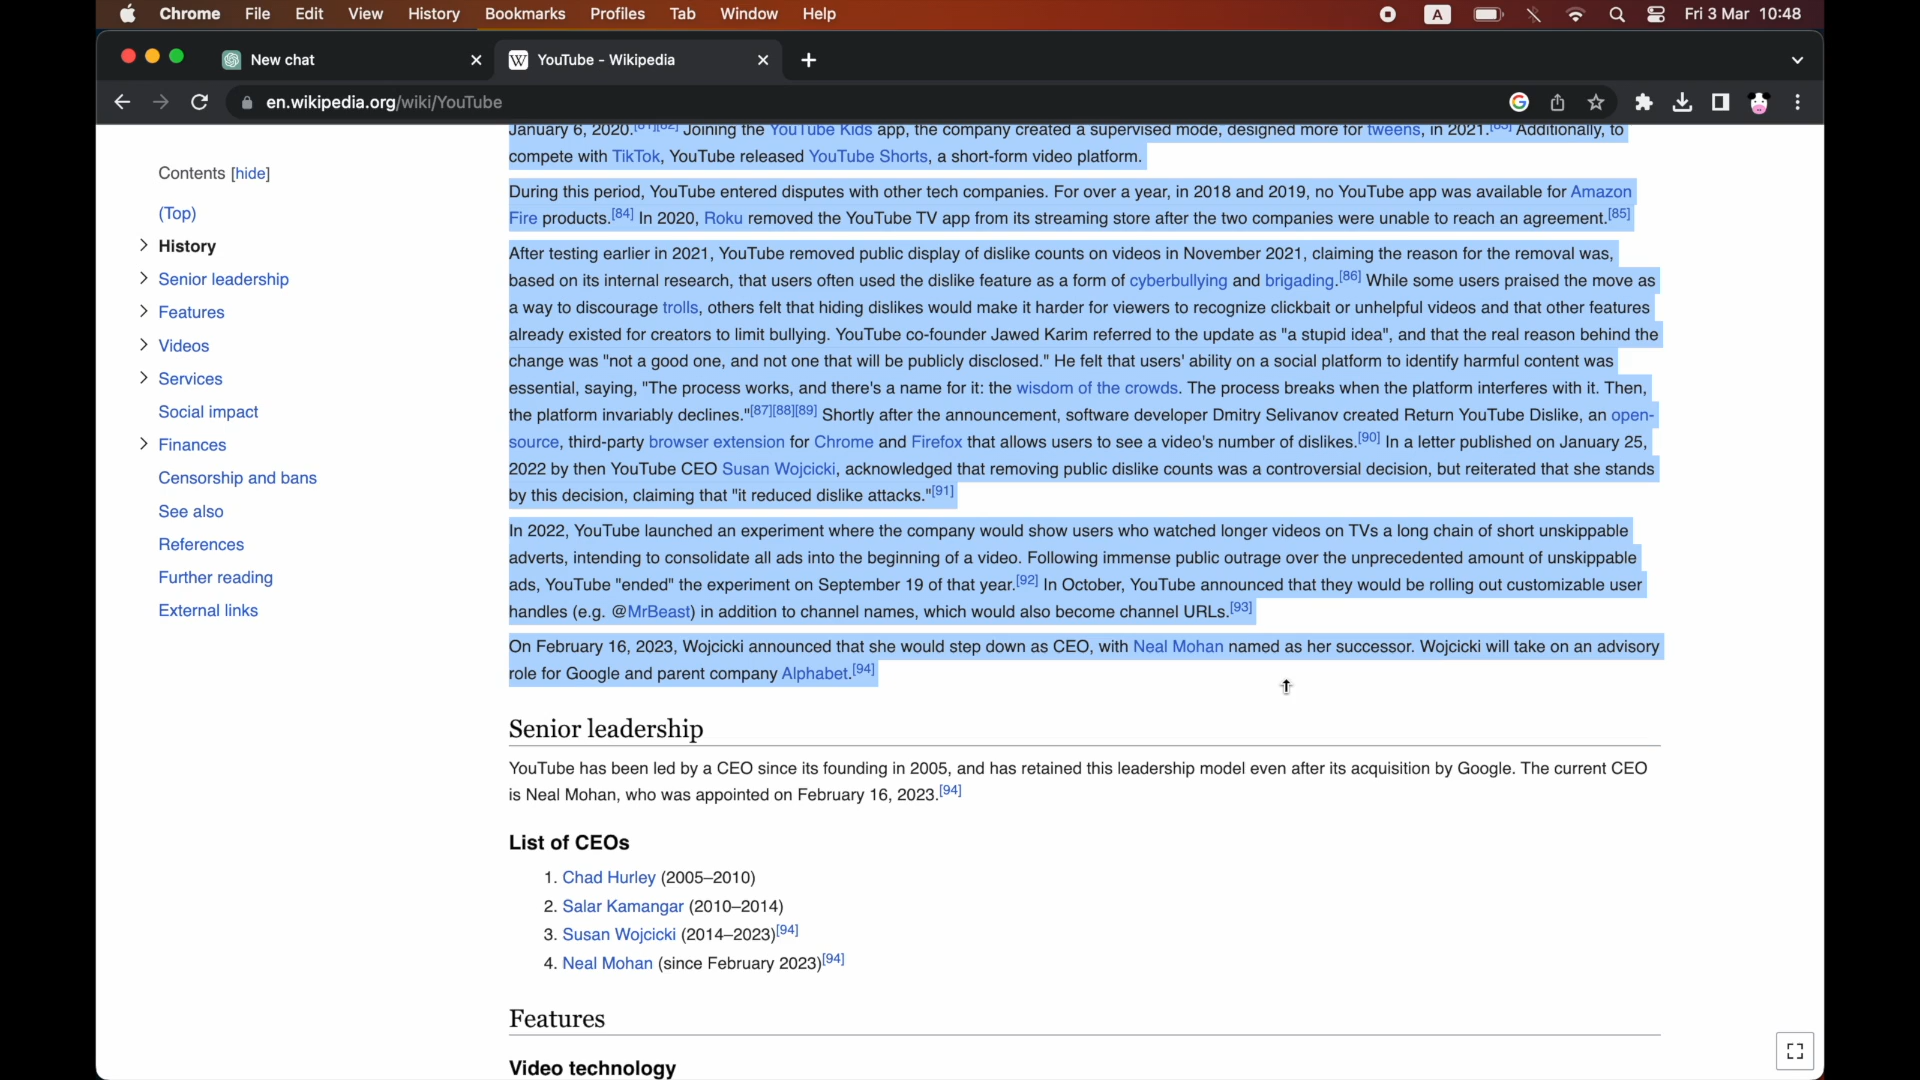 Chrome File Edit View History Bookmarks Profiles Tab Window Help A Fri 3 Mar 10:48
New chat YouTube - Wikipedia
en.wikipedia.org/wiki/YouTube
January 6, 2020.[81][82] Joining the YouTube Kids app, the company created a supervised mode, designed more for tweens, in 2021.[83] Additionally, to
compete with TikTok, YouTube released YouTube Shorts, a short-form video platform.
During this period, YouTube entered disputes with other tech companies. For over a year, in 2018 and 2019, no YouTube app was available for Amazon
Fire products.[84] In 2020, Roku removed the YouTube TV app from its streaming store after the two companies were unable to reach an agreement.[85]
After testing earlier in 2021, YouTube removed public display of dislike counts on videos in November 2021, claiming the reason for the removal was,
based on its internal research, that users often used the dislike feature as a form of cyberbullying and brigading.[86] While some users praised the move as
a way to discourage trolls, others felt that hiding dislikes would make it harder for viewers to recognize clickbait or unhelpful videos and that other features
already existed for creators to limit bullying. YouTube co-founder Jawed Karim referred to the update as "a stupid idea", and that the real reason behind the
change was "not a good one, and not one that will be publicly disclosed." He felt that users' ability on a social platform to identify harmful content was
essential, saying, "The process works, and there's a name for it: the wisdom of the crowds. The process breaks when the platform interferes with it. Then,
the platform invariably declines."[87][88][89] Shortly after the announcement, software developer Dmitry Selivanov created Return YouTube Dislike, an open-
source, third-party browser extension for Chrome and Firefox that allows users to see a video's number of dislikes.[90] In a letter published on January 25,
2022 by then YouTube CEO Susan Wojcicki, acknowledged that removing public dislike counts was a controversial decision, but reiterated that she stands
by this decision, claiming that "it reduced dislike attacks."[91]
In 2022, YouTube launched an experiment where the company would show users who watched longer videos on TVs a long chain of short unskippable
adverts, intending to consolidate all ads into the beginning of a video. Following immense public outrage over the unprecedented amount of unskippable
ads, YouTube "ended" the experiment on September 19 of that year.[92] In October, YouTube announced that they would be rolling out customizable user
handles (e.g. @MrBeast) in addition to channel names, which would also become channel URLs.[93]
On February 16, 2023, Wojcicki announced that she would step down as CEO, with Neal Mohan named as her successor. Wojcicki will take on an advisory
role for Google and parent company Alphabet.[94]
Senior leadership
YouTube has been led by a CEO since its founding in 2005, and has retained this leadership model even after its acquisition by Google. The current CEO
is Neal Mohan, who was appointed on February 16, 2023.[94]
List of CEOs
1. Chad Hurley (2005–2010)
2. Salar Kamangar (2010–2014)
3. Susan Wojcicki (2014–2023)[94]
4. Neal Mohan (since February 2023)[94]
Features
Video technology
Contents [hide]
(Top)
History
Senior leadership
Features
Videos
Services
Social impact
Finances
Censorship and bans
See also
References
Further reading
External links